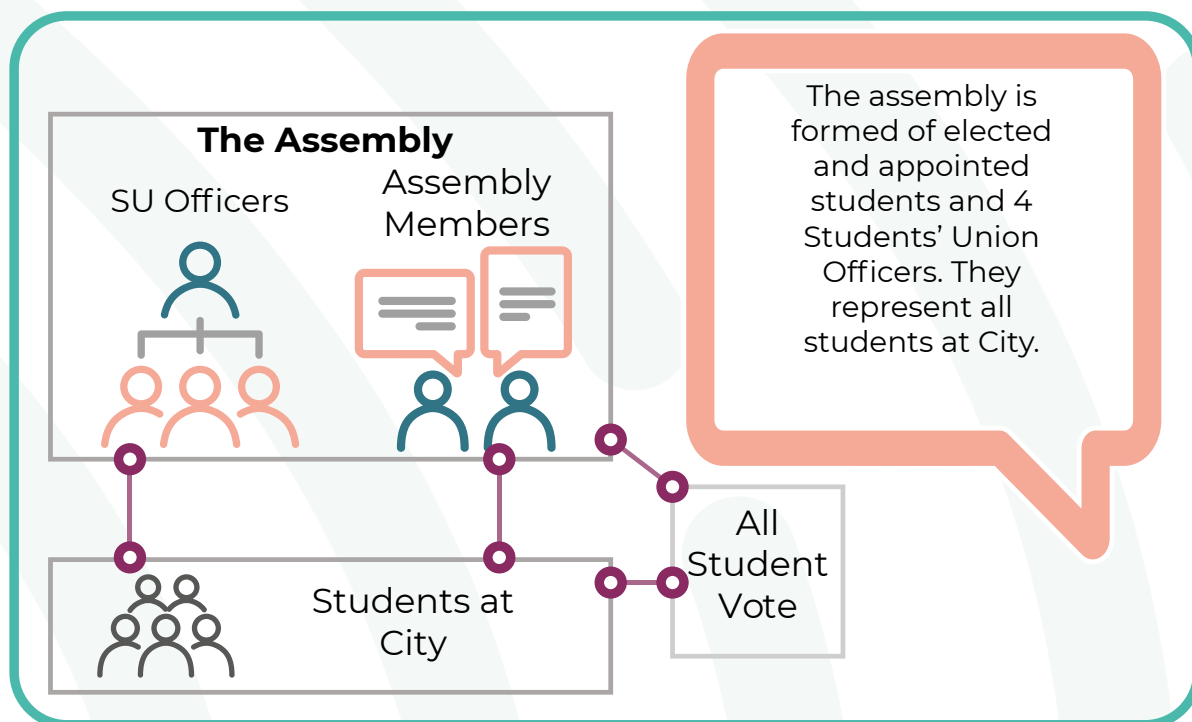 The Assembly
SU Officers
Assembly
Members
The assembly is
formed of elected
and appointed
students and 4
Students’ Union
Officers. They
represent all
students at City.
All
Student
Vote
Students at
City